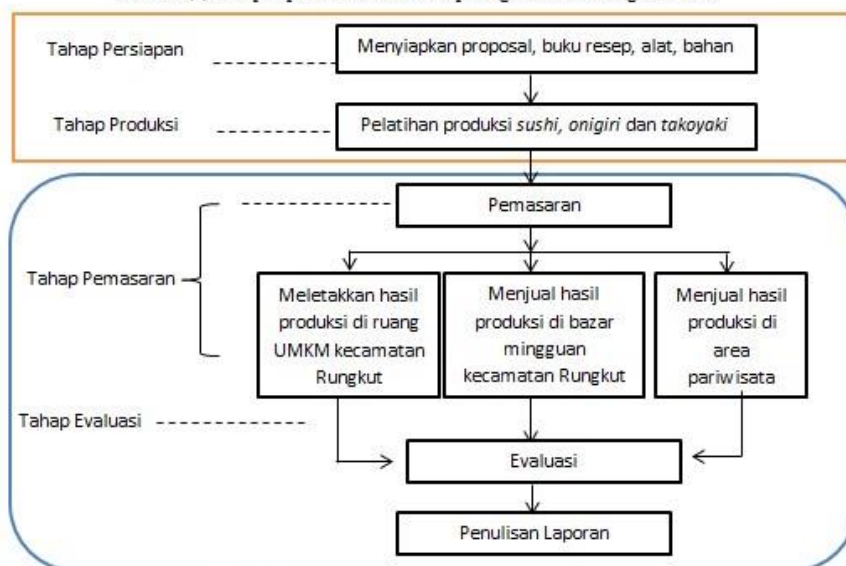 Tahap Persiapan
Menyiapkan proposal, buku resep, alat, bahan
Tahap Produksi
Pelatihan produksi sushi, onigiri dan takoyaki
Pemasaran
Tahap Pemasaran
Meletakkan hasil
produksi di ruang
UMKM kecamatan
Rungkut
Menjual hasil
produksi di bazar
mingguan
kecamatan Rungkut
Menjual hasil
produksi di
area
pariwisata
Tahap Evaluasi
Evaluasi
Penulisan Laporan